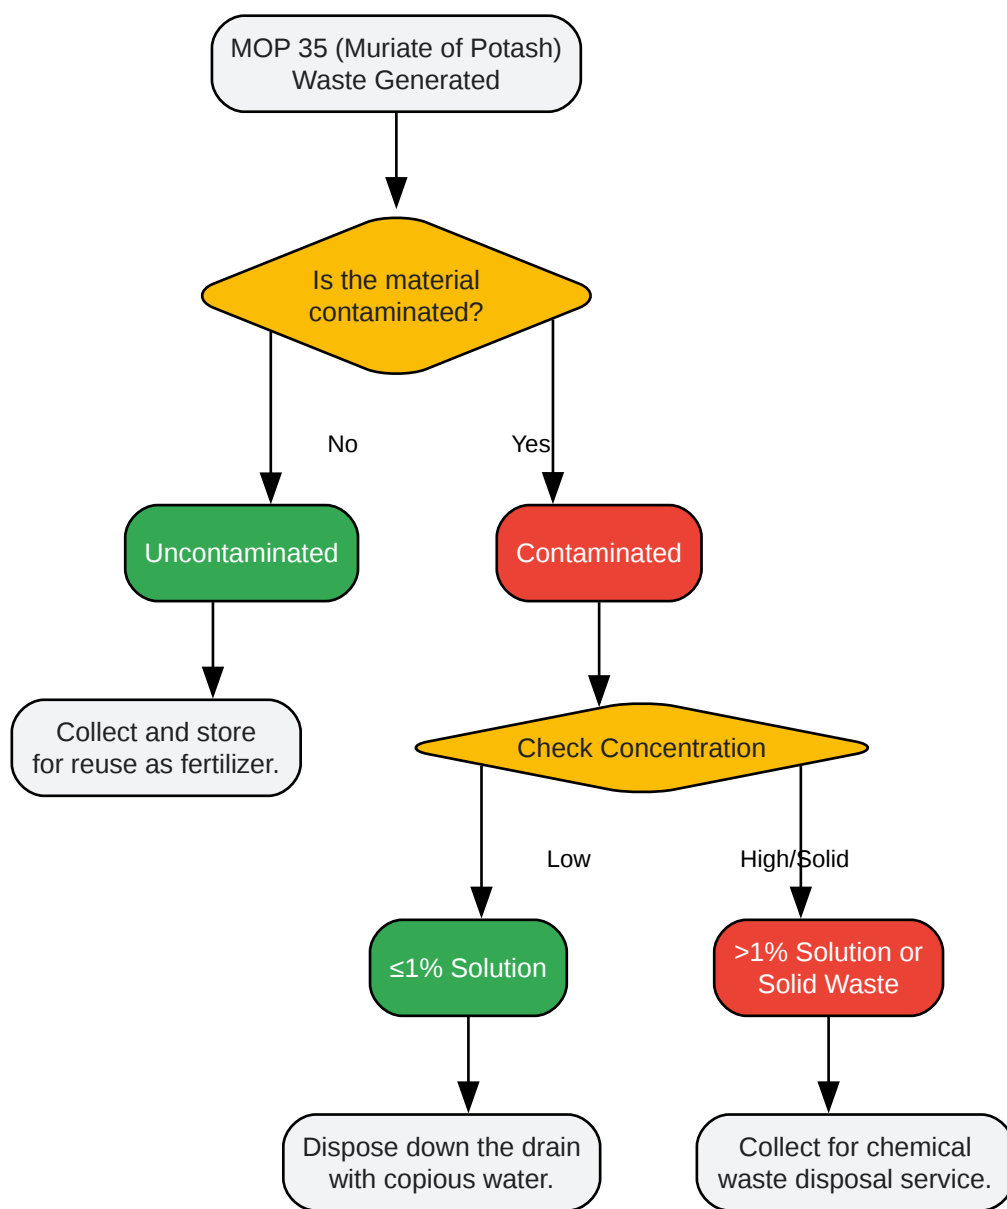 MOP 35 (Muriate of Potash)
Waste Generated
Is the material
contaminated?
No
Yes
Uncontaminated
Contaminated
Collect and store
for reuse as fertilizer.
Check Concentration
Low
High/Solid
≤1% Solution
>1% Solution or
Solid Waste
Dispose down the drain
with copious water.
Collect for chemical
waste disposal service.